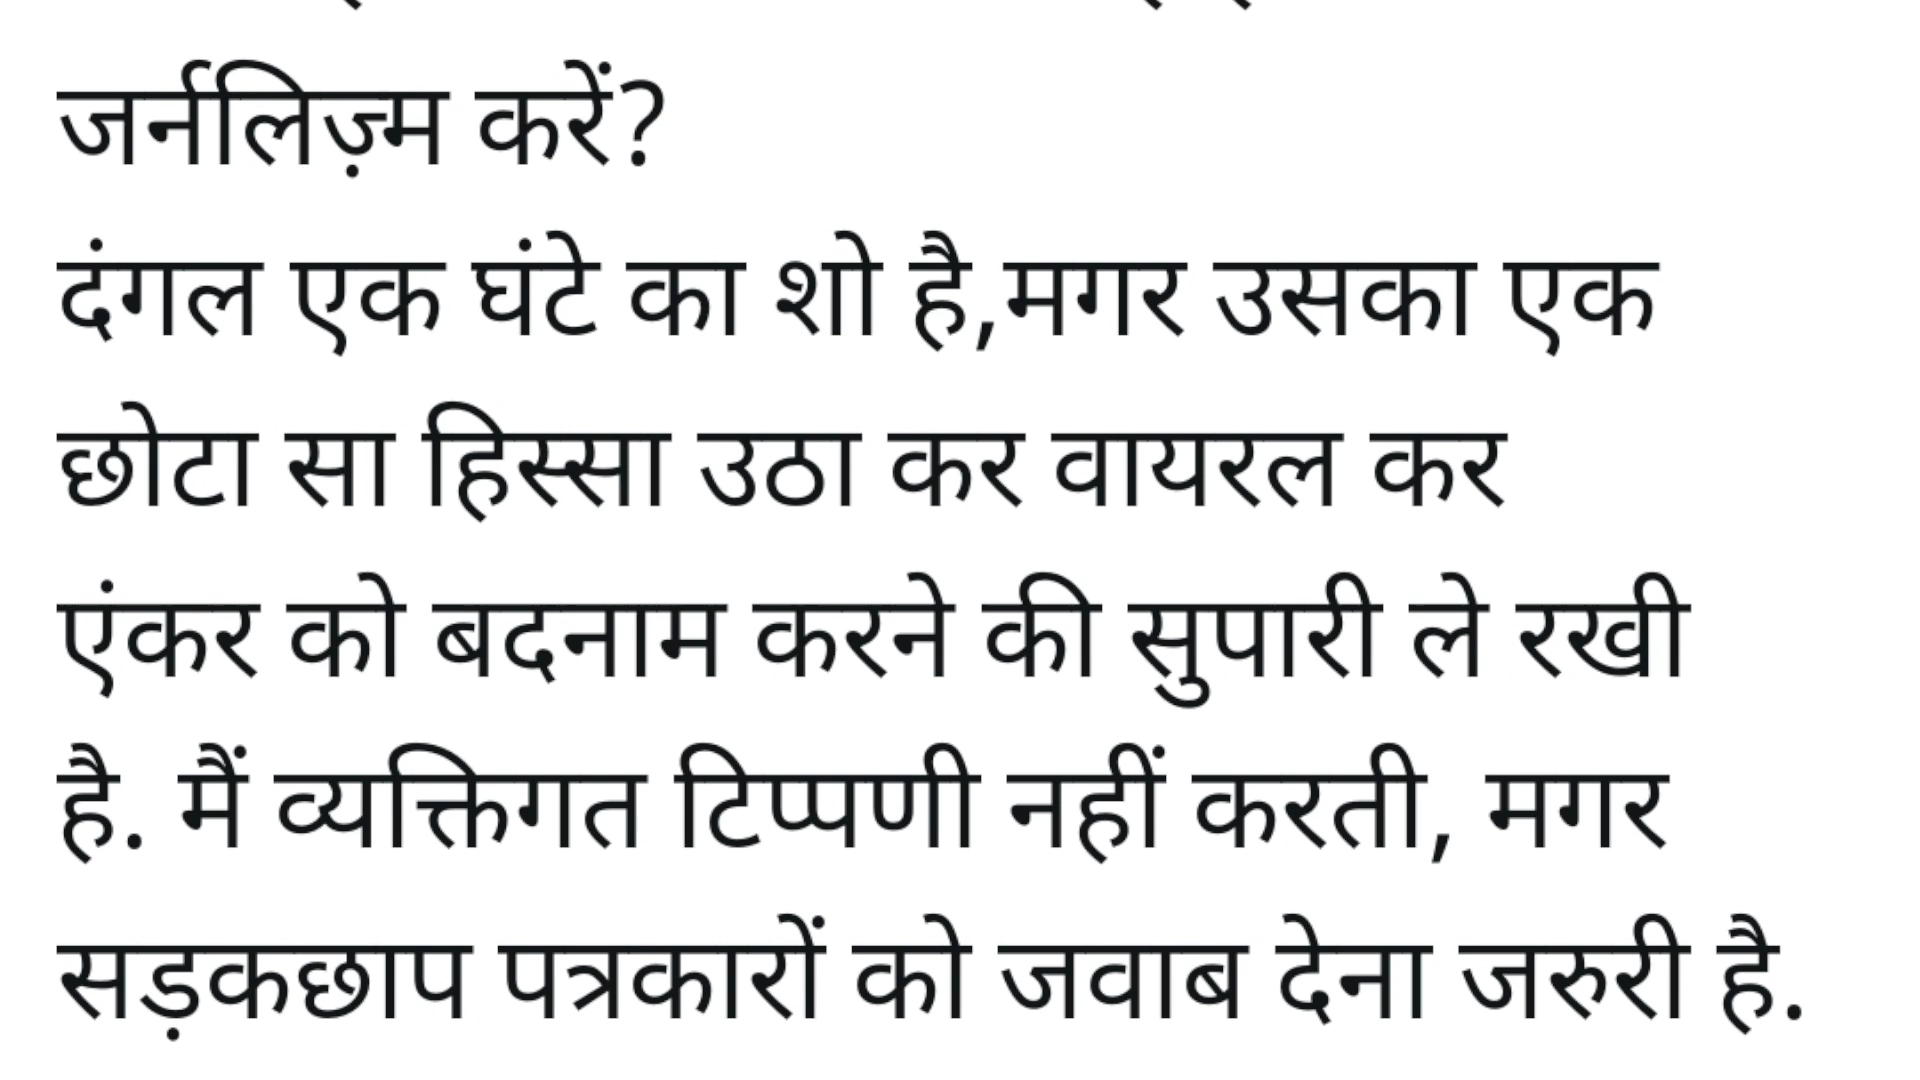 जर्नलिज़्म करें?
दंगल एक घंटे का शो है,मगर उसका एक
छोटा सा हिस्सा उठा कर वायरल कर
एंकर को बदनाम करने की सुपारी ले रखी
है. मैं व्यक्तिगत टिप्पणी नहीं करती, मगर
सड़कछाप पत्रकारों को जवाब देना जरुरी है.